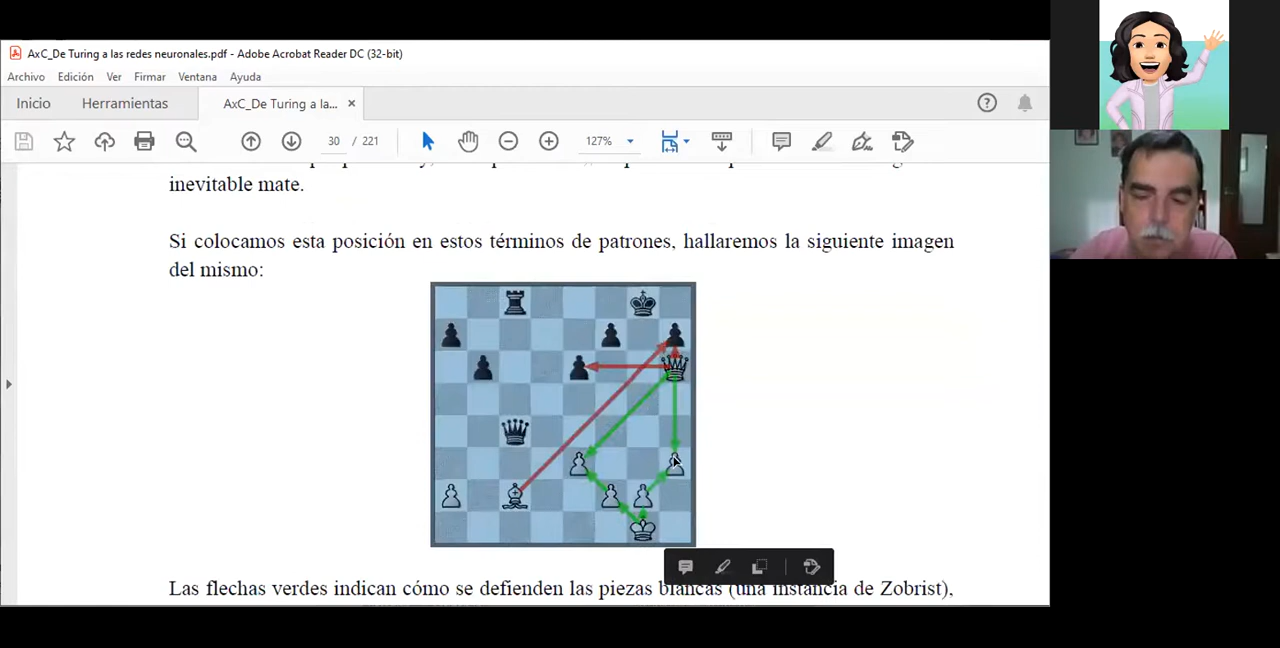 AxC_De Turing a las redes neuronales.pdf - Adobe Acrobat Reader DC (32-bit)
Archivo Edición Ver Firmar Ventana Ayuda
Inicio Herramientas AxC_De Turing a la... ×
30 / 221 127%
inevitable mate.
Si colocamos esta posición en estos términos de patrones, hallaremos la siguiente imagen
del mismo:
Las flechas verdes indican cómo se defienden las piezas blancas (una instancia de Zobrist),